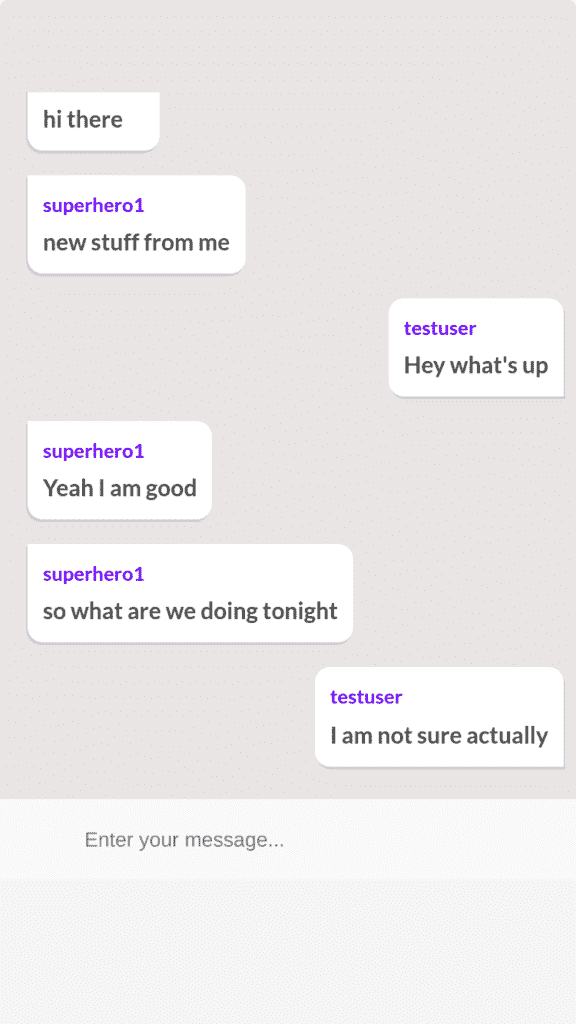 hi there
superhero1
new stuff from me
testuser
Hey what's up
superhero1
Yeah I am good
superhero1
so what are we doing tonight
testuser
I am not sure actually
Enter your message...